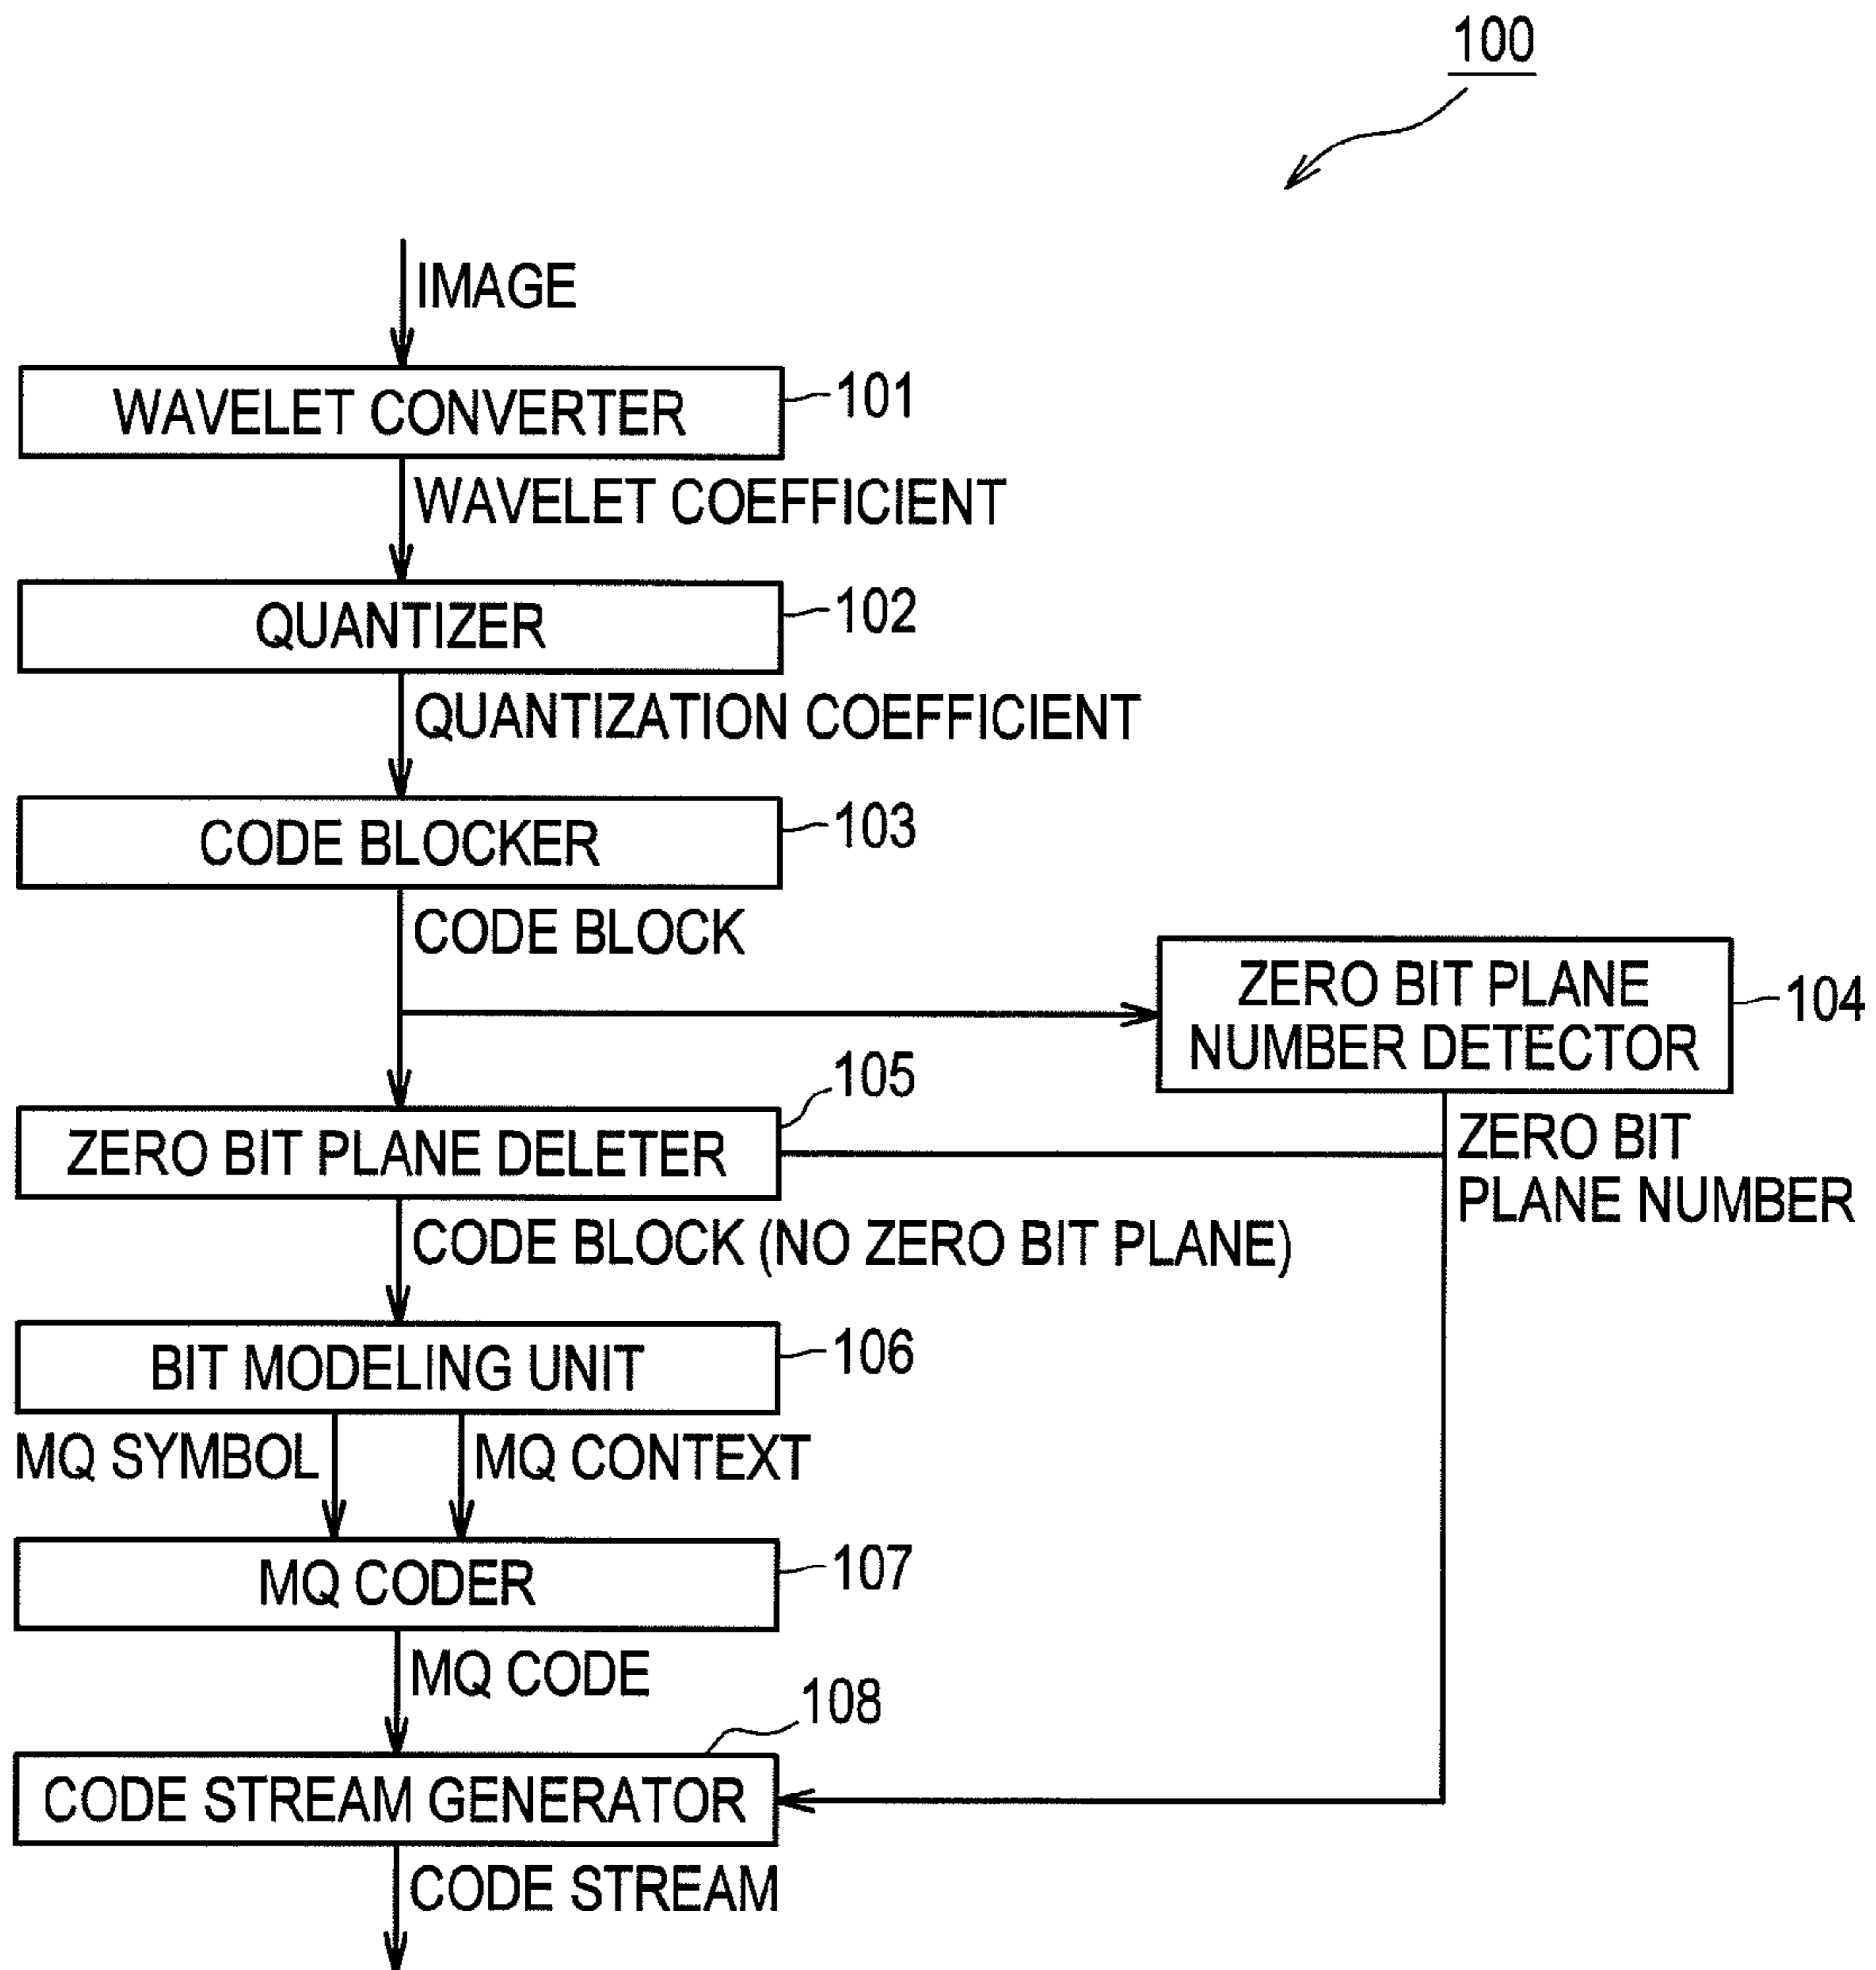 100
IMAGE
WAVELET CONVERTER
101
WAVELET COEFFICIENT
QUANTIZER
102
QUANTIZATION COEFFICIENT
CODE BLOCKER
103
CODE BLOCK
ZERO BIT PLANE
NUMBER DETECTOR
104
105
ZERO BIT PLANE DELETER
ZERO BIT
PLANE NUMBER
CODE BLOCK (NO ZERO BIT PLANE)
BIT MODELING UNIT
106
MQ SYMBOL
MQ CONTEXT
MQ CODER
107
MQ CODE
108
CODE STREAM GENERATOR
CODE STREAM